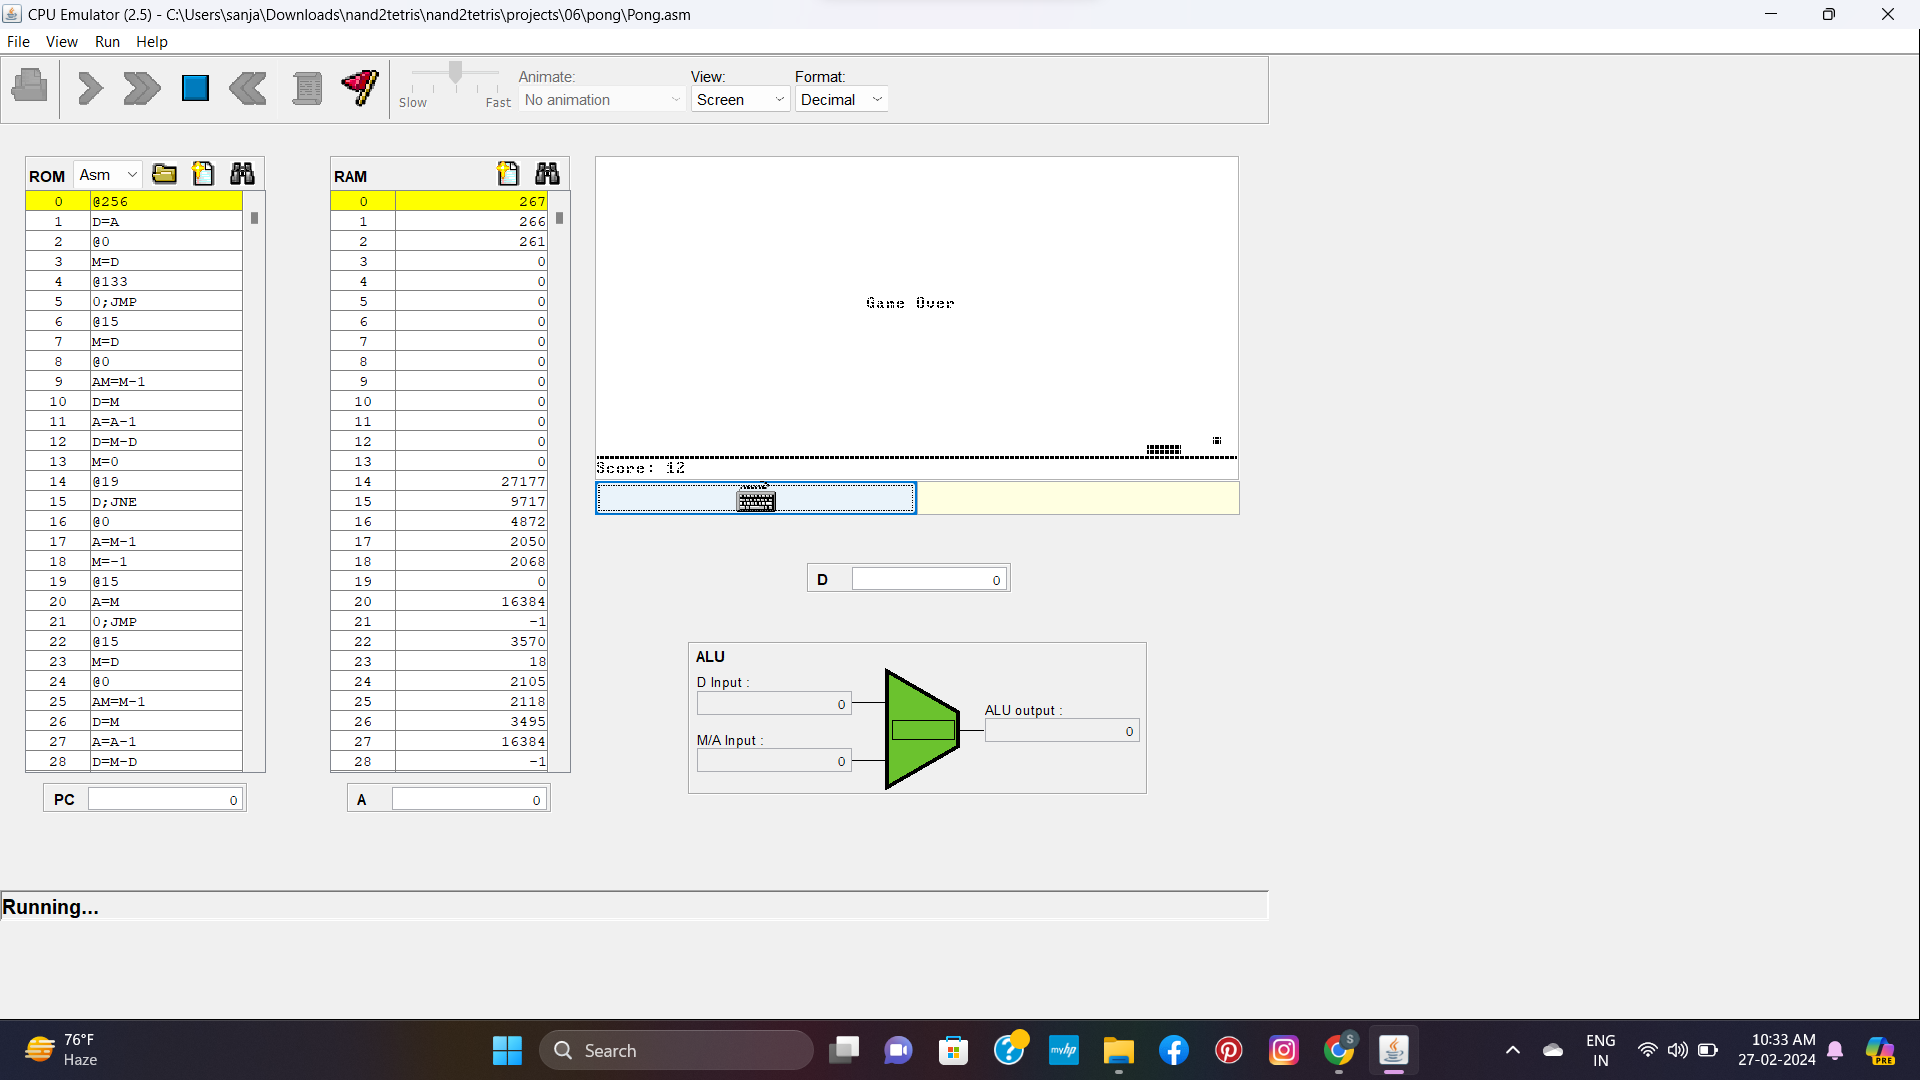 CPU Emulator (2.5) - C:\Users\sanja\Downloads\nand2tetris\nand2tetris\projects\06\pong\Pong.asm
File View Run Help
Slow Fast
Animate:
No animation
View:
Screen
Format:
Decimal
ROM Asm
0 @256
1 D=A
2 @0
3 M=D
4 @133
5 0;JMP
6 @15
7 M=D
8 @0
9 AM=M-1
10 D=M
11 A=A-1
12 D=M-D
13 M=0
14 @19
15 D;JNE
16 @0
17 A=M-1
18 M=-1
19 @15
20 A=M
21 0;JMP
22 @15
23 M=D
24 @0
25 AM=M-1
26 D=M
27 A=A-1
28 D=M-D
PC 0
RAM
0 267
1 266
2 261
3 0
4 0
5 0
6 0
7 0
8 0
9 0
10 0
11 0
12 0
13 0
14 27177
15 9717
16 4872
17 2050
18 2068
19 0
20 16384
21 -1
22 3570
23 18
24 2105
25 2118
26 3495
27 16384
28 -1
A 0
Game Over
Score: 12
D 0
ALU
D Input :
0
M/A Input :
0
ALU output :
0
Running...
76°F
Haze
Search
myhp
S
ENG
IN
10:33 AM
27-02-2024
PRE